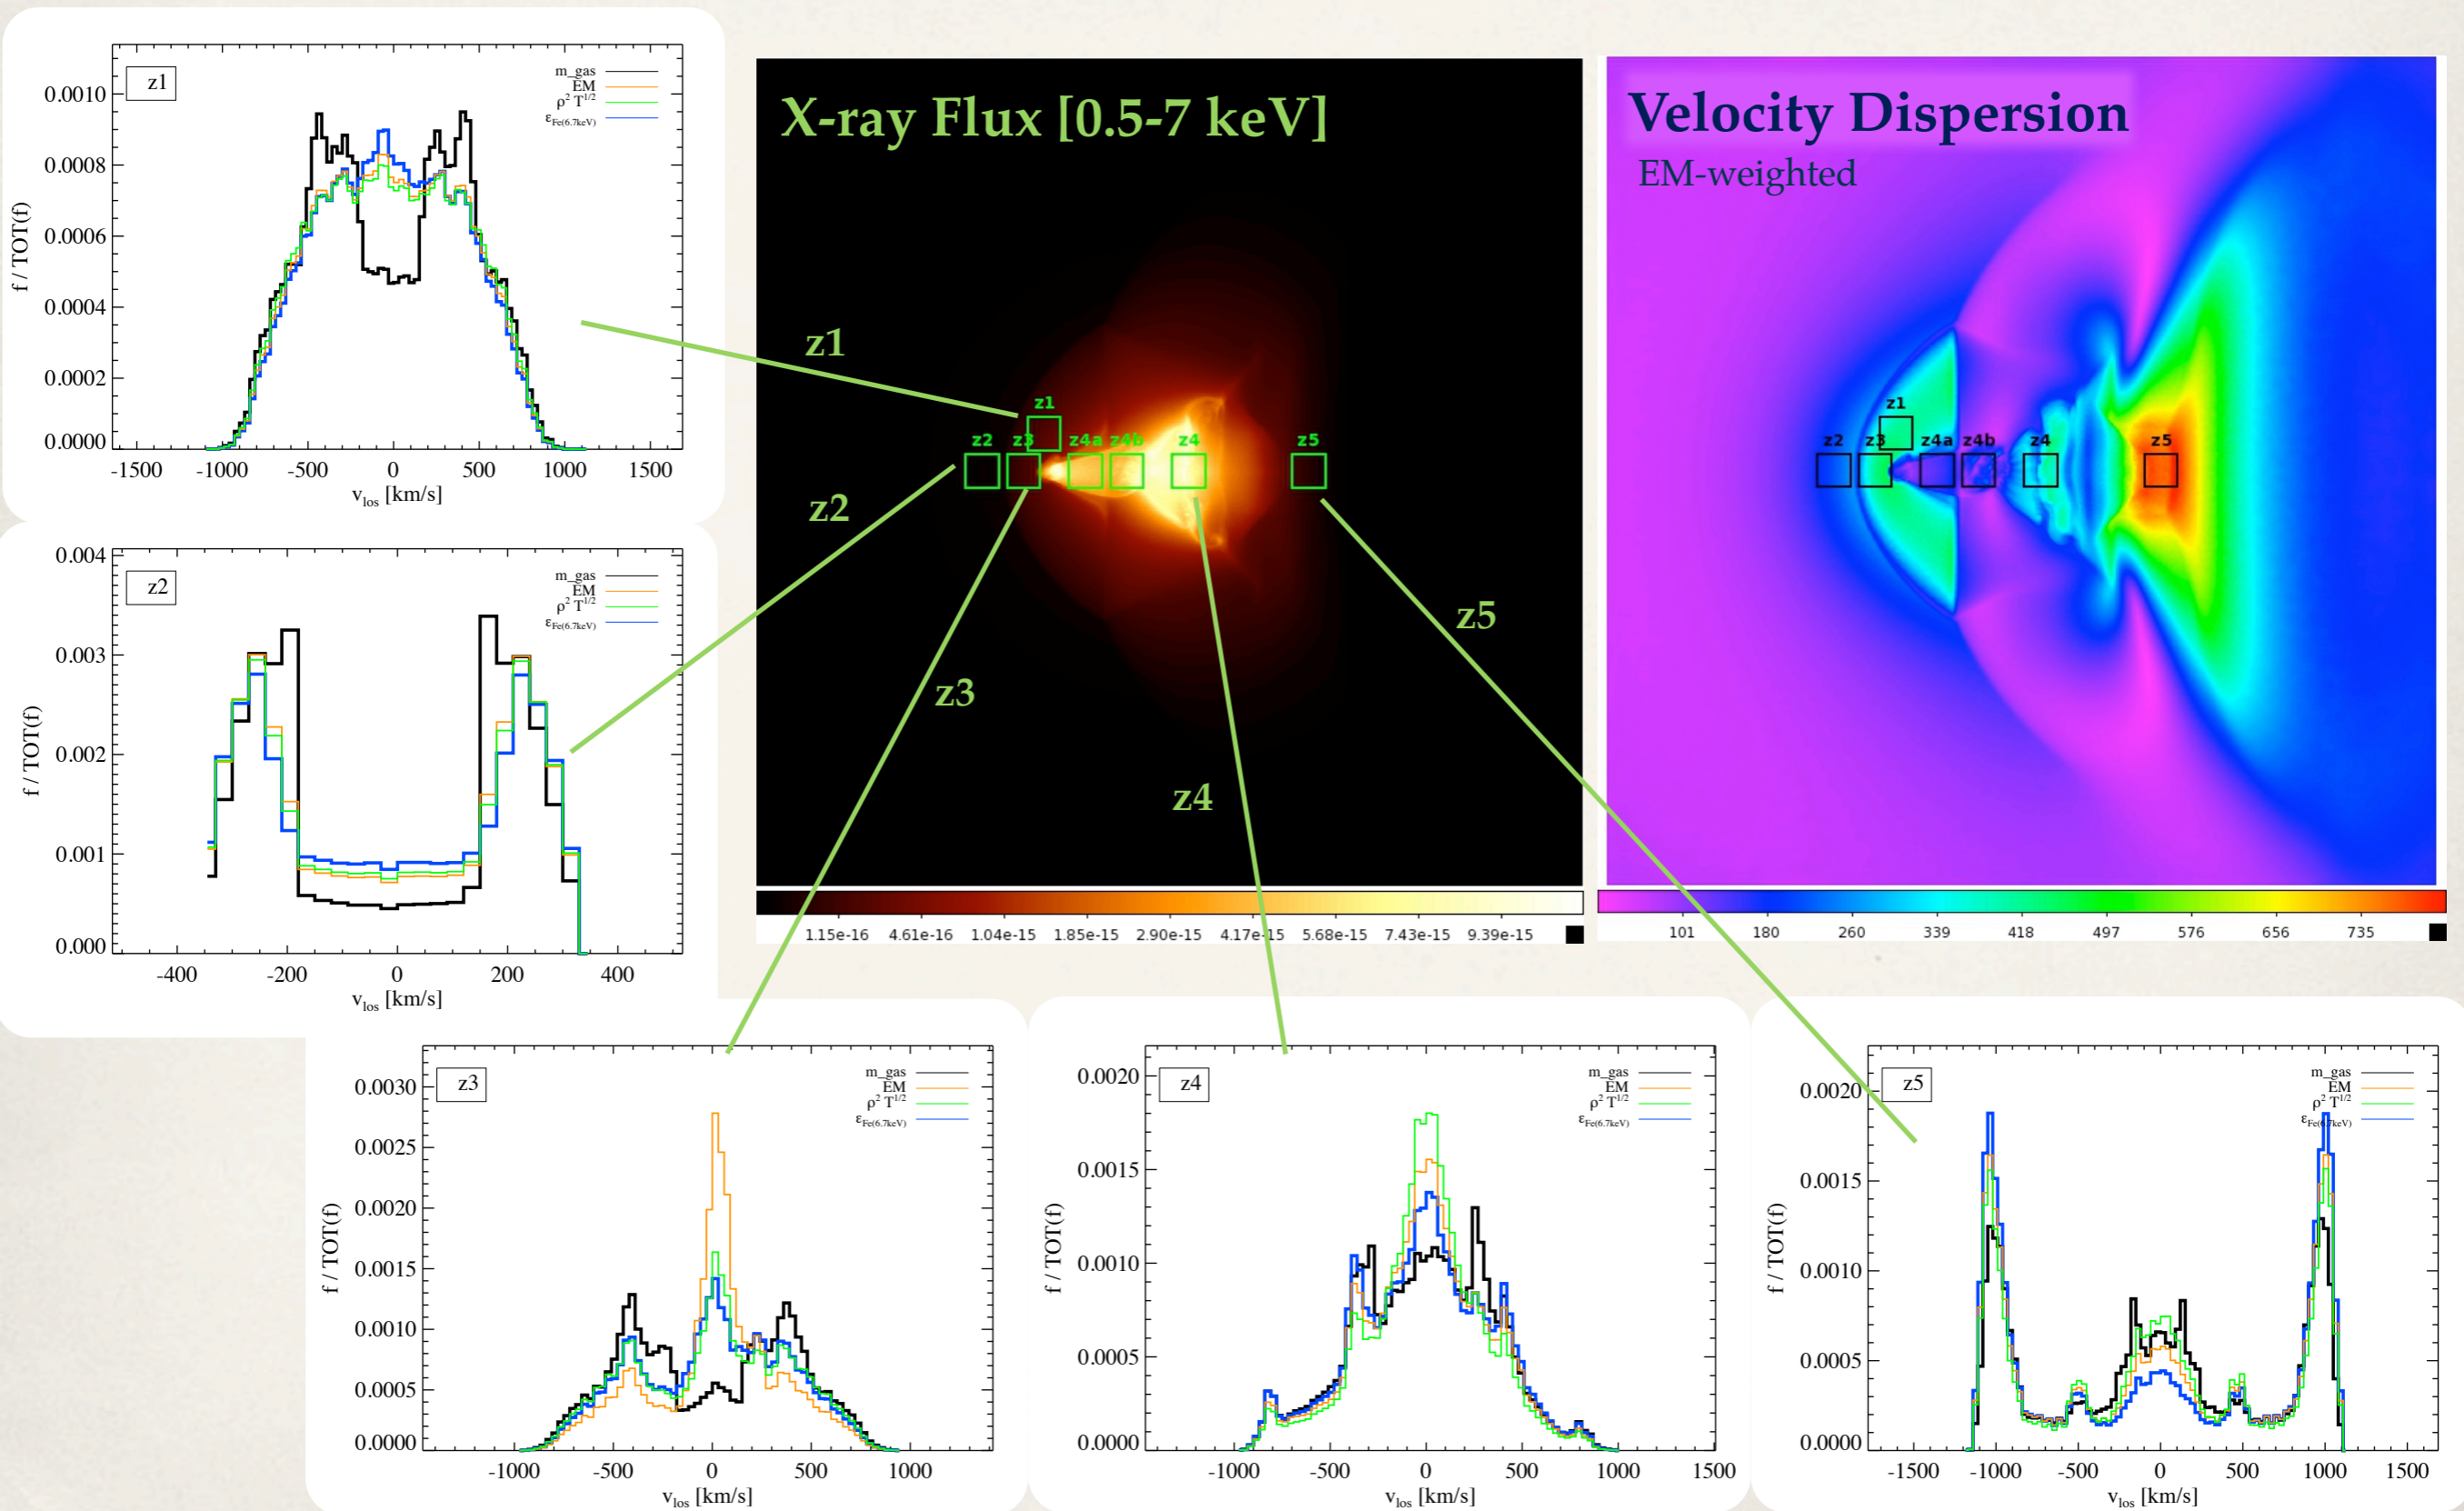 z1
m_gas
EM
ρ² T^1/2
ε_Fe(6.7keV)
0.0010
0.0008
0.0006
0.0004
0.0002
0.0000
f / TOT(f)
-1500 -1000 -500 0 500 1000 1500
v_los [km/s]
X-ray Flux [0.5-7 keV]
z1
z2
z3
z4
z5
z1
z2 z3 z4a z4b z4 z5
1.15e-16 4.61e-16 1.04e-15 1.85e-15 2.90e-15 4.17e-15 5.68e-15 7.43e-15 9.39e-15
Velocity Dispersion
EM-weighted
z1
z2 z3 z4a z4b z4 z5
101 180 260 339 418 497 576 656 735
z2
m_gas
EM
ρ² T^1/2
ε_Fe(6.7keV)
0.004
0.003
0.002
0.001
0.000
f / TOT(f)
-400 -200 0 200 400
v_los [km/s]
z3
m_gas
EM
ρ² T^1/2
ε_Fe(6.7keV)
0.0030
0.0025
0.0020
0.0015
0.0010
0.0005
0.0000
f / TOT(f)
-1000 -500 0 500 1000
v_los [km/s]
z4
m_gas
EM
ρ² T^1/2
ε_Fe(6.7keV)
0.0020
0.0015
0.0010
0.0005
0.0000
f / TOT(f)
-1000 -500 0 500 1000 1500
v_los [km/s]
z5
m_gas
EM
ρ² T^1/2
ε_Fe(6.7keV)
0.0020
0.0015
0.0010
0.0005
0.0000
f / TOT(f)
-1500 -1000 -500 0 500 1000 1500
v_los [km/s]